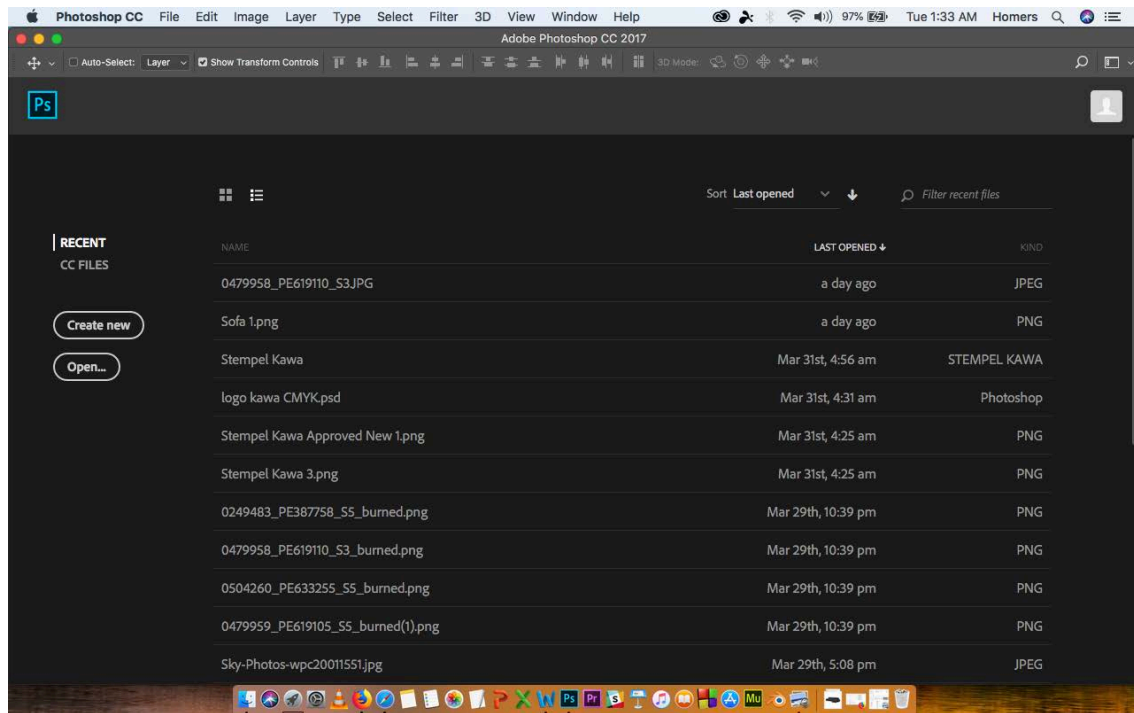 Photoshop CC File Edit Image Layer Type Select Filter 3D View Window Help 97% Tue 1:33 AM Homers
Adobe Photoshop CC 2017
Auto-Select: Layer Show Transform Controls 3D Mode:
Ps
Sort Last opened Filter recent files
RECENT
CC FILES
Create new
Open...
NAME LAST OPENED KIND
0479958_PE619110_S3.JPG a day ago JPEG
Sofa 1.png a day ago PNG
Stempel Kawa Mar 31st, 4:56 am STEMPEL KAWA
logo kawa CMYK.psd Mar 31st, 4:31 am Photoshop
Stempel Kawa Approved New 1.png Mar 31st, 4:25 am PNG
Stempel Kawa 3.png Mar 31st, 4:25 am PNG
0249483_PE387758_S5_burned.png Mar 29th, 10:39 pm PNG
0479958_PE619110_S3_burned.png Mar 29th, 10:39 pm PNG
0504260_PE633255_S5_burned.png Mar 29th, 10:39 pm PNG
0479959_PE619105_S5_burned(1).png Mar 29th, 10:39 pm PNG
Sky-Photos-wpc20011551.jpg Mar 29th, 5:08 pm JPEG
P X W Ps Pr S Mu